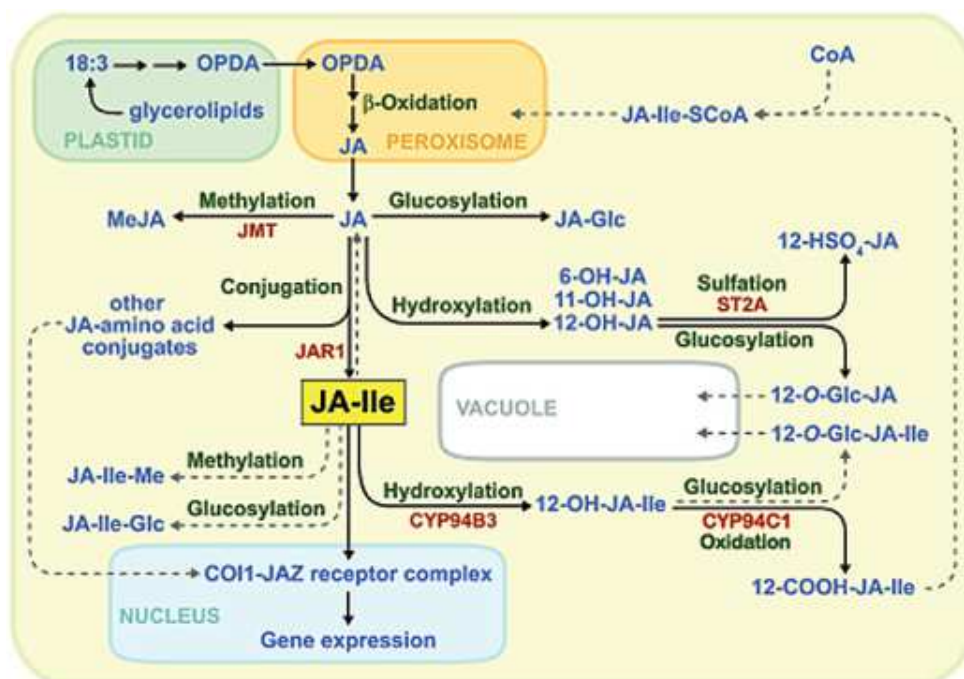 18:3
OPDA
OPDA
CoA
glycerolipids
β-Oxidation
JA-Ile-SCoA
PLASTID
JA
PEROXISOME
Methylation
Glucosylation
MeJA
JA
JA-Glc
JMT
12-HSO₄-JA
Conjugation
6-OH-JA
11-OH-JA
12-OH-JA
Hydroxylation
Sulfation
ST2A
Glucosylation
other
JA-amino acid
conjugates
JAR1
JA-Ile
VACUOLE
12-O-Glc-JA
12-O-Glc-JA-Ile
Methylation
JA-Ile-Me
Glucosylation
JA-Ile-Glc
Hydroxylation
CYP94B3
12-OH-JA-Ile
Glucosylation
CYP94C1
Oxidation
COI1-JAZ receptor complex
12-COOH-JA-Ile
NUCLEUS
Gene expression